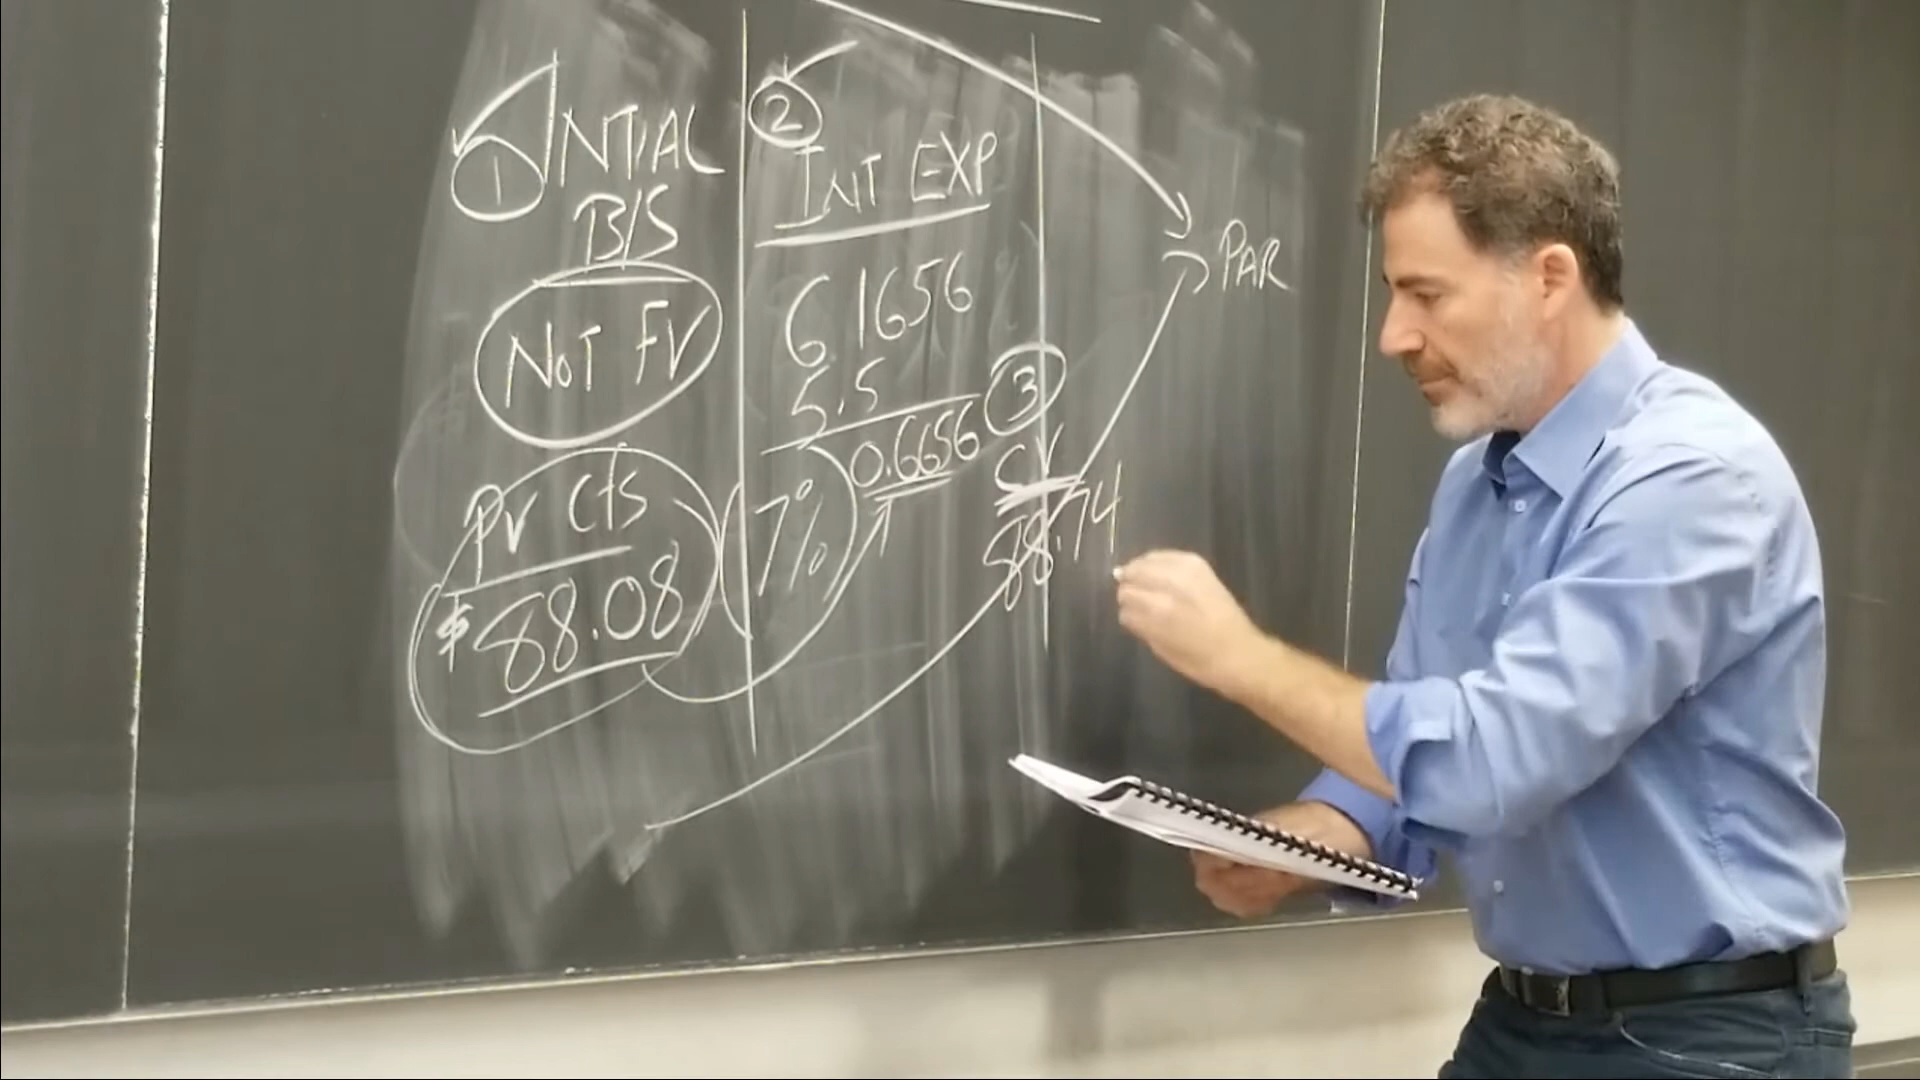 1 INTIAL
B/S
NOT FV
PV CFS
$88.08
2
INT EXP
6.1656
5.5
0.6656
7%
3
CV
88.74
PAR